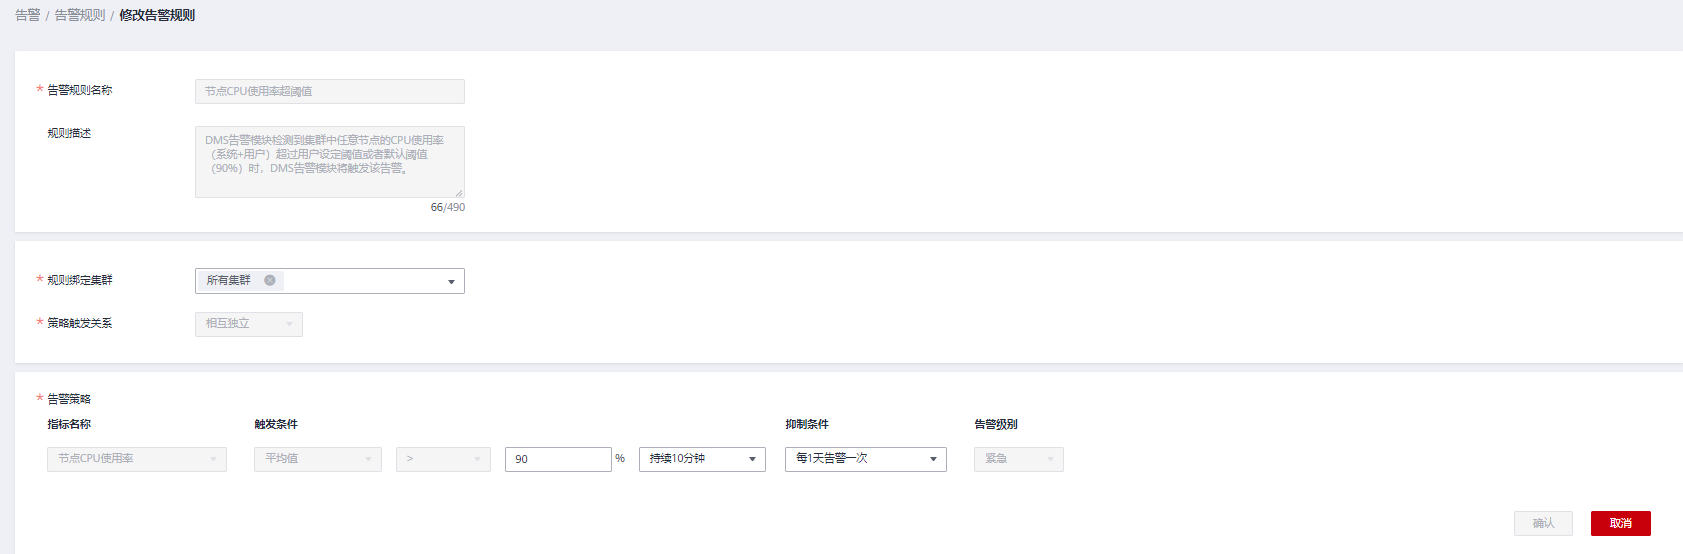 告警 / 告警规则 / 修改告警规则
* 告警规则名称
节点CPU使用率超阈值
规则描述
DMS告警模块检测到集群中任意节点的CPU使用率
（系统+用户）超过用户设定阈值或者默认阈值
（90%）时，DMS告警模块将触发该告警。
66/490
* 规则绑定集群
所有集群
* 策略触发关系
相互独立
* 告警策略
指标名称 触发条件 抑制条件 告警级别
节点CPU使用率 平均值 > 90 % 持续10分钟 每1天告警一次 紧急
确认 取消